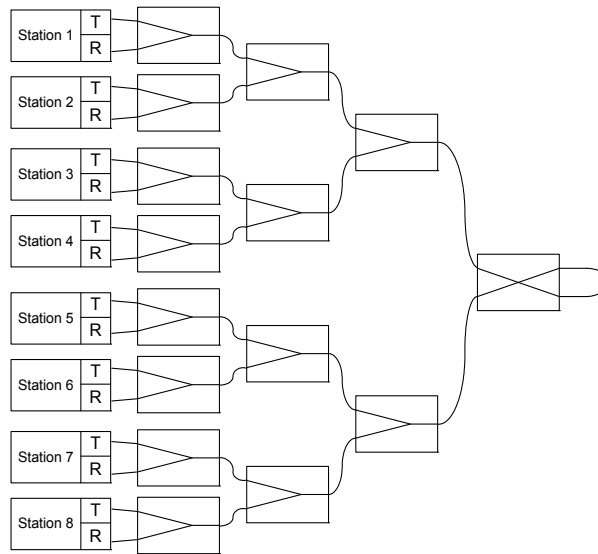 Station 1 T
R
Station 2 T
R
Station 3 T
R
Station 4 T
R
Station 5 T
R
Station 6 T
R
Station 7 T
R
Station 8 T
R